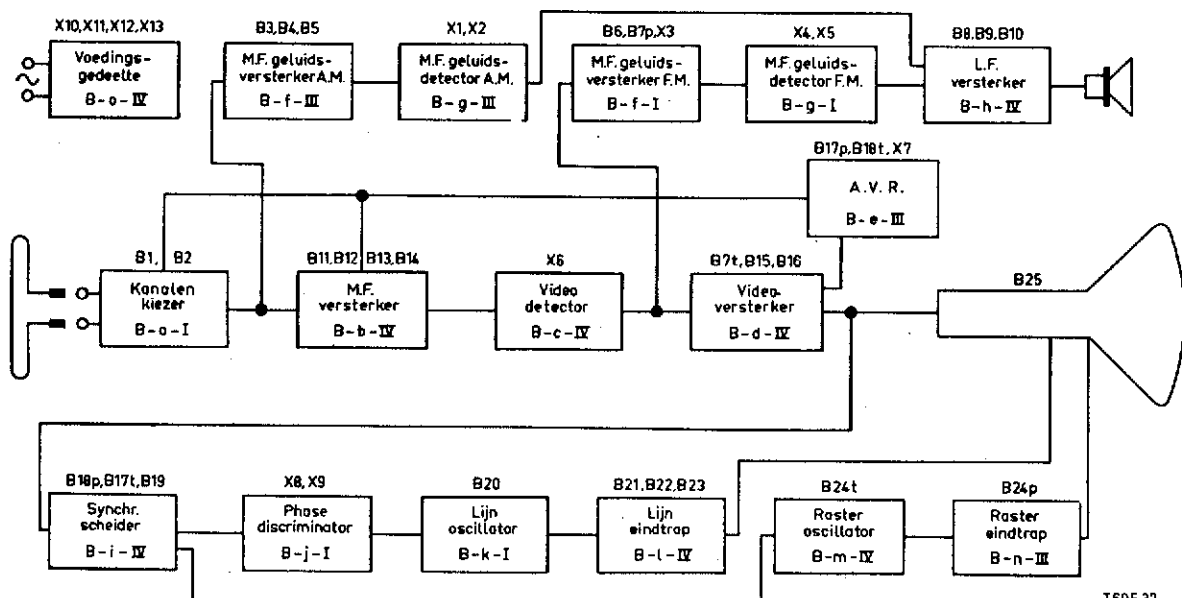 X10, X11, X12, X13
Voedings-
gedeelte
B-o-IV
B3, B4, B5
M.F. geluids-
versterker A.M.
B-f-III
X1, X2
M.F. geluids-
detector A.M.
B-g-III
B6, B7p, X3
M.F. geluids-
versterker F.M.
B-f-I
X4, X5
M.F. geluids-
detector F.M.
B-g-I
B8, B9, B10
L.F.
versterker
B-h-IV
B17p, B18t, X7
A.V.R.
B-e-III
B1, B2
Kanalen
kiezer
B-a-I
B11, B12 B13, B14
M.F.
versterker
B-b-IV
X6
Video
detector
B-c-IV
B7t, B15, B16
Video-
versterker
B-d-IV
B25
B18p, B17t, B19
Synchr.
scheider
B-i-IV
X8, X9
Phase
discriminator
B-j-I
B20
Lijn
oscillator
B-k-I
B21, B22, B23
Lijn
eindtrap
B-l-IV
B24t
Raster
oscillator
B-m-IV
B24p
Raster
eindtrap
B-n-III